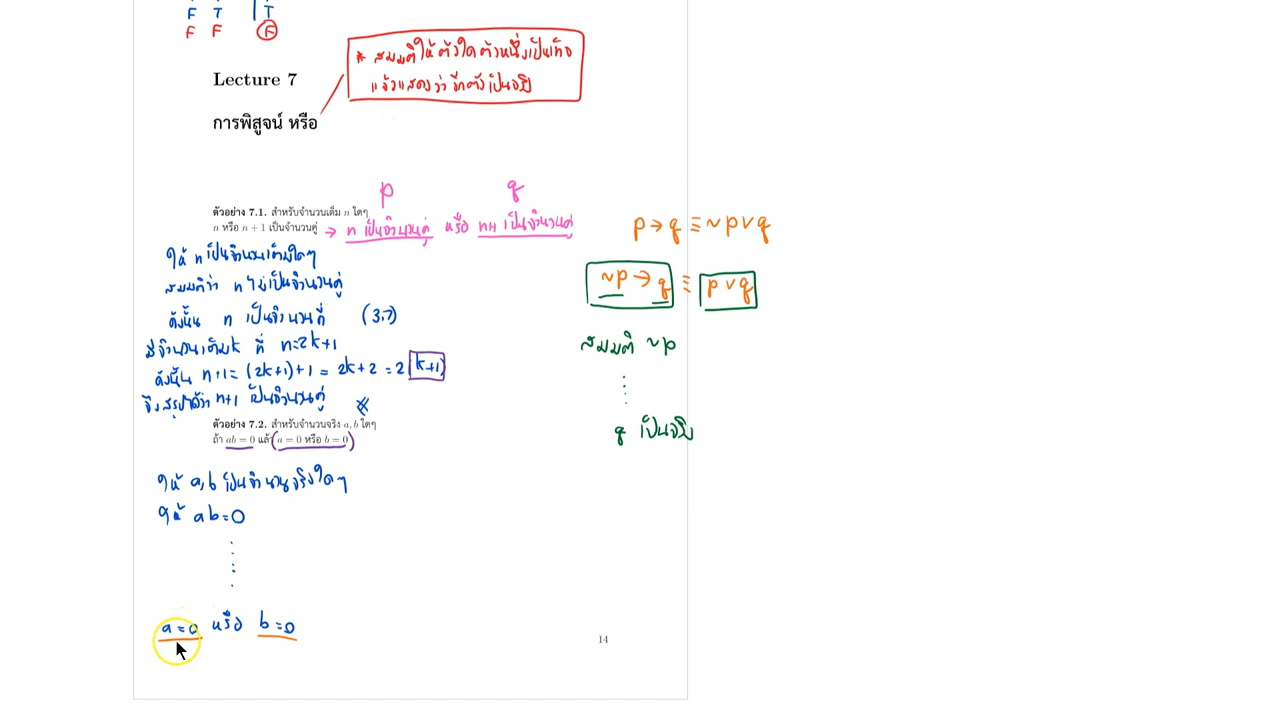 F T | T
F F F
* สมมติให้ตัวใดตัวหนึ่งเป็นเท็จ
แล้วแสดงว่า อีกตัวเป็นจริง
Lecture 7
การพิสูจน์ หรือ
p q
ตัวอย่าง 7.1. สำหรับจำนวนเต็ม n ใดๆ
n หรือ n + 1 เป็นจำนวนคู่ → n เป็นจำนวนคู่ หรือ n+1 เป็นจำนวนคู่
p → q ≡ ~p ∨ q
~p → q ≡ p ∨ q
ให้ n เป็นจำนวนเต็มใดๆ
สมมติว่า n ไม่เป็นจำนวนคู่
ดังนั้น n เป็นจำนวนคี่ (3.7)
มีจำนวนเต็ม k ที่ n=2k+1
ดังนั้น n+1 = (2k+1)+1 = 2k+2 = 2(k+1)
จึงสรุปได้ว่า n+1 เป็นจำนวนคู่
สมมติ ~p
q เป็นจริง
ตัวอย่าง 7.2. สำหรับจำนวนจริง a, b ใดๆ
ถ้า ab = 0 แล้ว (a = 0 หรือ b = 0)
ให้ a,b เป็นจำนวนจริงใดๆ
ให้ ab=0
a=0 หรือ b=0
14